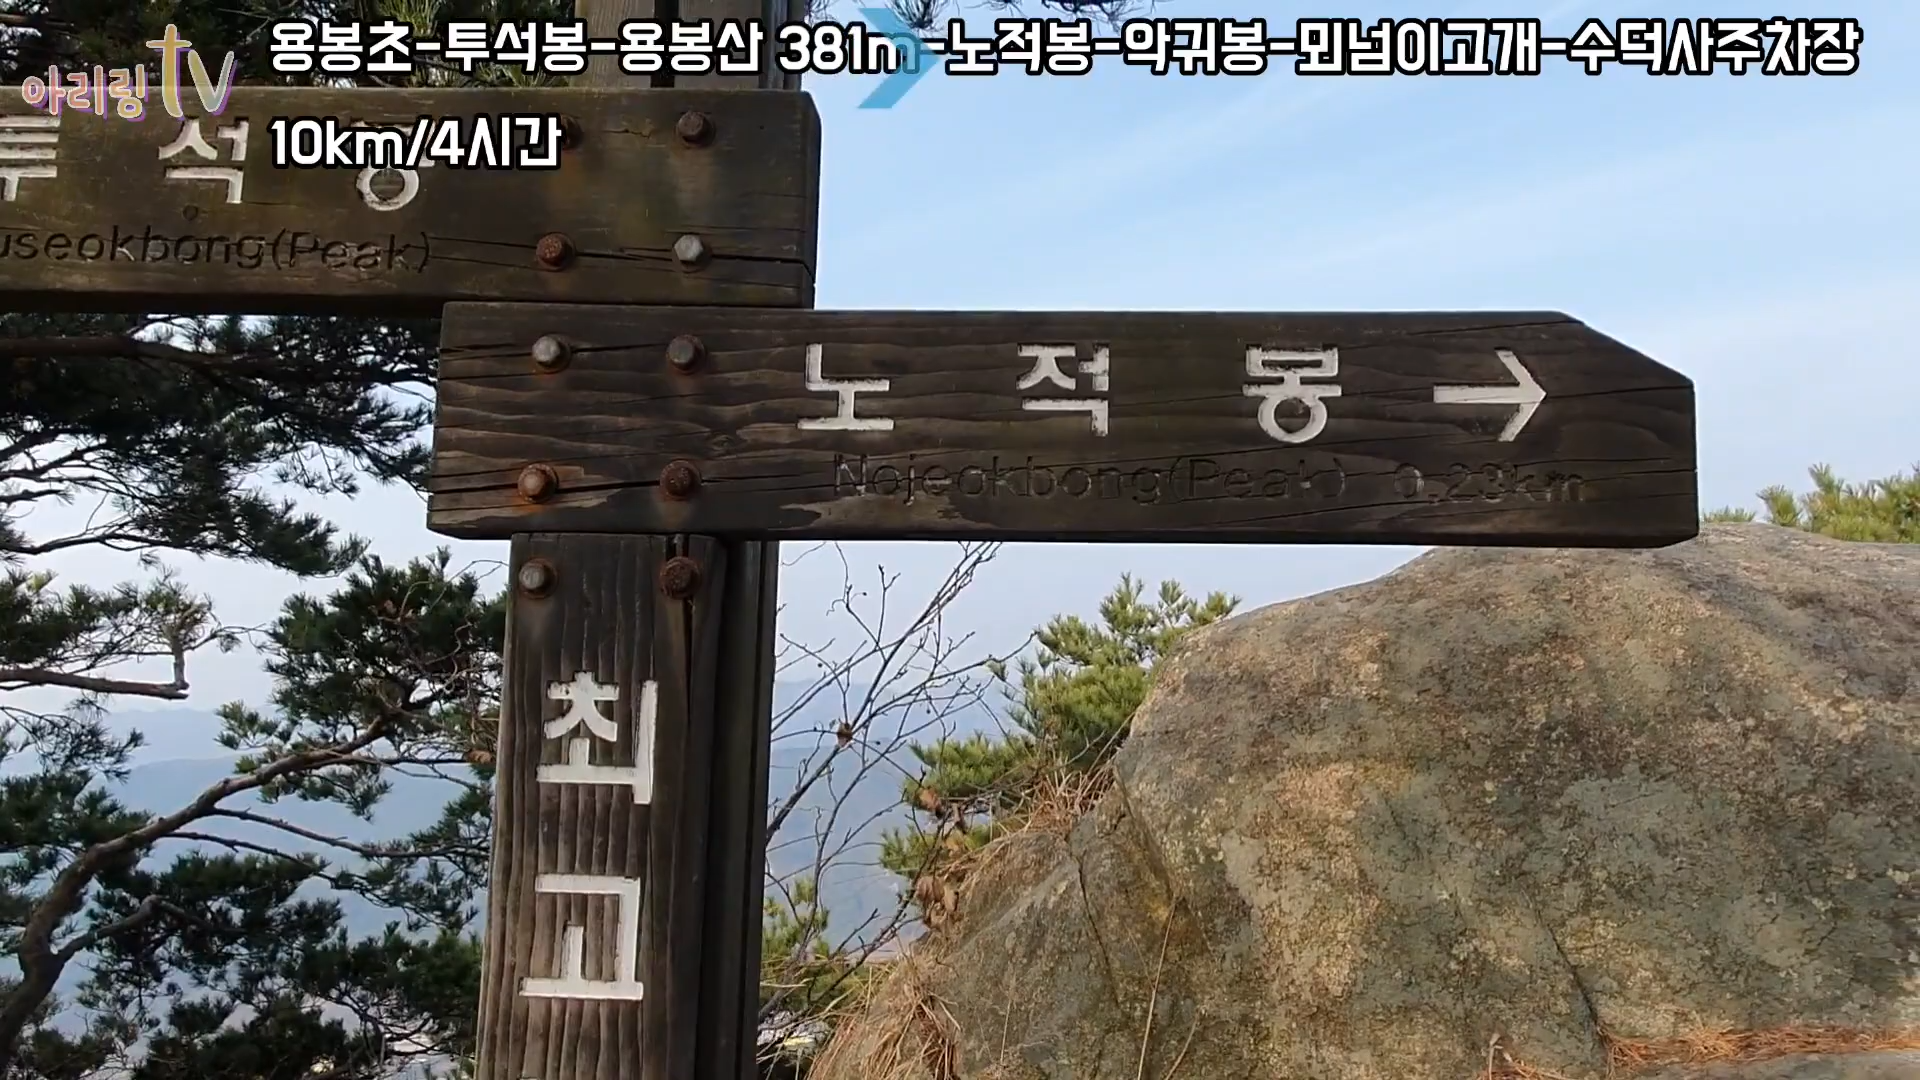 용봉초-투석봉-용봉산 381m-노적봉-악귀봉-뫼넘이고개-수덕사주차장
아리링 tv
10km/4시간
투석봉
useokbong(Peak)
노적봉 →
Nojeokbong(Peak) 0.23km
최고